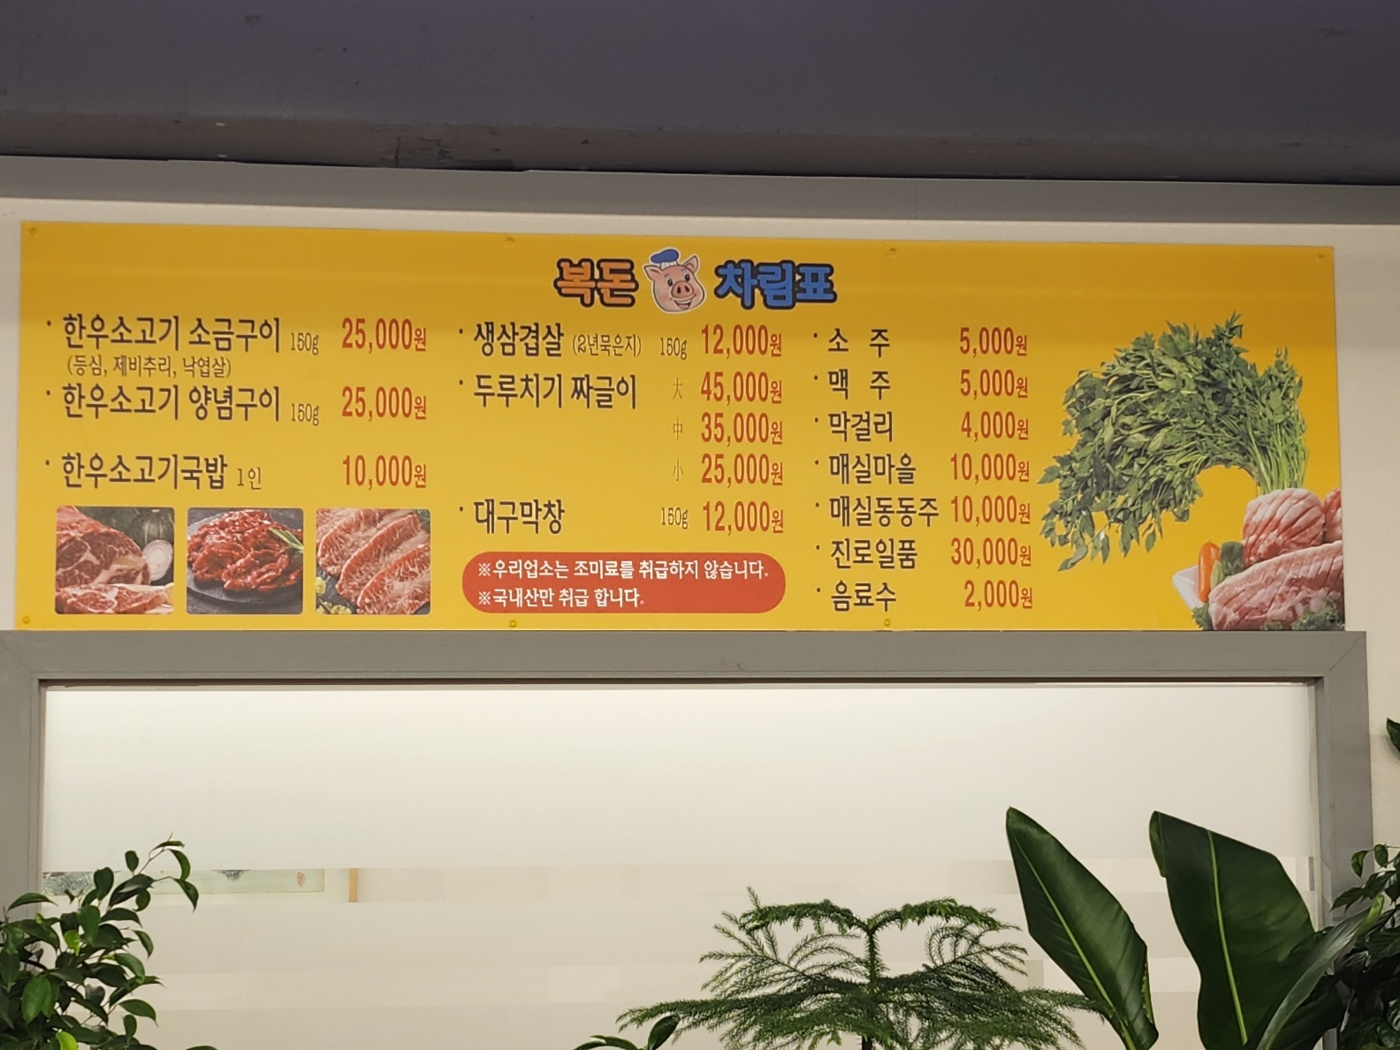 복돈 차림표
· 한우소고기 소금구이 150g 25,000원
(등심, 제비추리, 낙엽살)
· 한우소고기 양념구이 150g 25,000원
· 한우소고기국밥 1인 10,000원
· 생삼겹살 (2년묵은지) 150g 12,000원
· 두루치기 짜글이 大 45,000원
中 35,000원
小 25,000원
· 대구막창 150g 12,000원
※우리업소는 조미료를 취급하지 않습니다.
※국내산만 취급 합니다.
· 소 주 5,000원
· 맥 주 5,000원
· 막걸리 4,000원
· 매실마을 10,000원
· 매실동동주 10,000원
· 진로일품 30,000원
· 음료수 2,000원